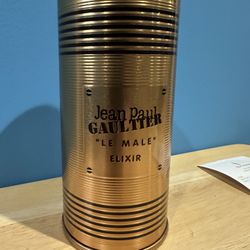 Jean Paul
GAULTIER
"LE MALE"
ELIXIR